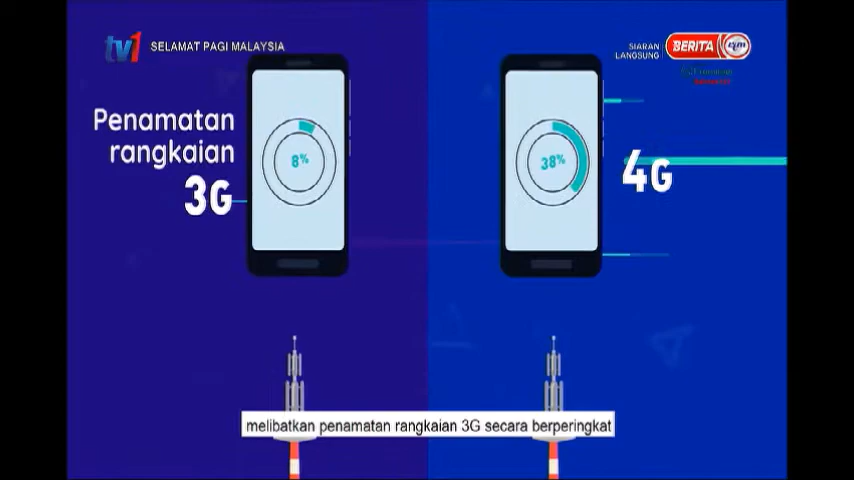 tv1 SELAMAT PAGI MALAYSIA
SIARAN
LANGSUNG
BERITA rtm
Penamatan
rangkaian
3G
8%
38%
4G
melibatkan penamatan rangkaian 3G secara berperingkat